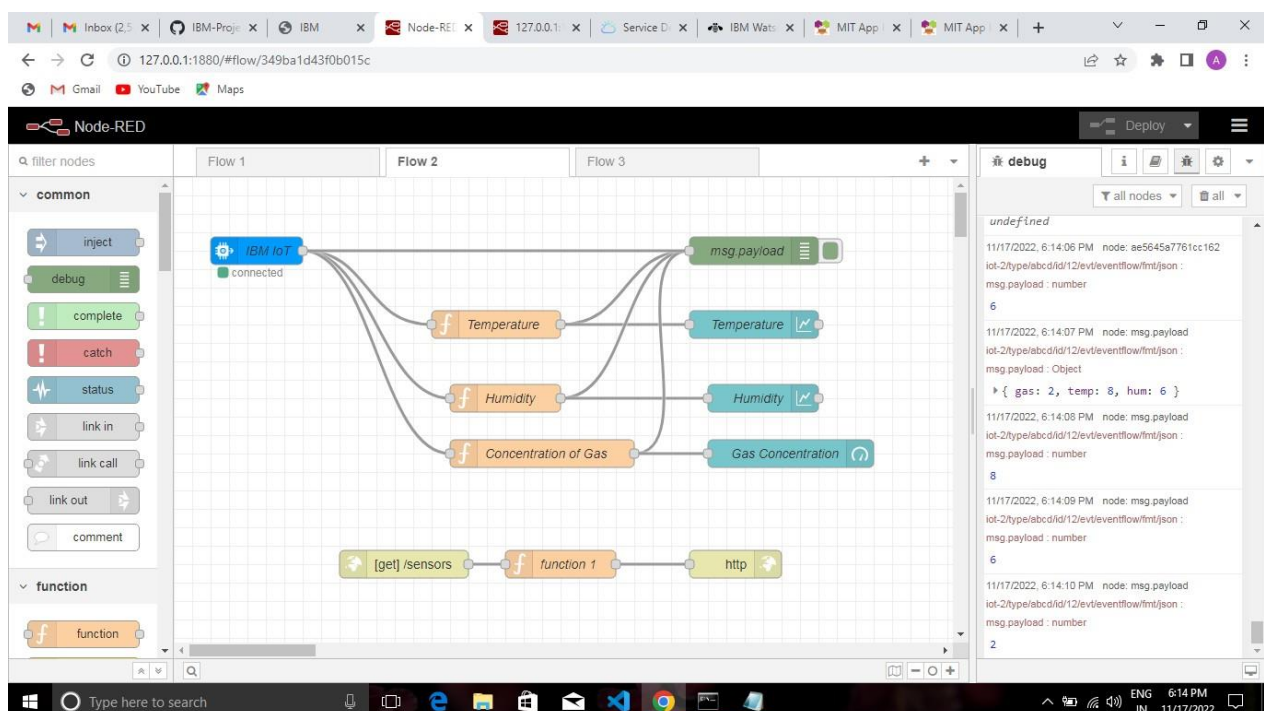 Inbox (2,5
IBM-Proje
IBM
Node-RED
127.0.0.1:
Service De
IBM Wats
MIT App
MIT App
127.0.0.1:1880/#flow/349ba1d43f0b015c
A
Gmail
YouTube
Maps
Node-RED
Deploy
filter nodes
Flow 1
Flow 2
Flow 3
debug
i
all nodes
all
common
inject
debug
complete
catch
status
link in
link call
link out
comment
function
function
IBM IoT
connected
msg.payload
Temperature
Temperature
Humidity
Humidity
Concentration of Gas
Gas Concentration
[get] /sensors
function 1
http
undefined
11/17/2022, 6:14:06 PM node: ae5645a7761cc162
iot-2/type/abcd/id/12/evt/eventflow/fmt/json :
msg.payload : number
6
11/17/2022, 6:14:07 PM node: msg.payload
iot-2/type/abcd/id/12/evt/eventflow/fmt/json :
msg.payload : Object
{ gas: 2, temp: 8, hum: 6 }
11/17/2022, 6:14:08 PM node: msg.payload
iot-2/type/abcd/id/12/evt/eventflow/fmt/json :
msg.payload : number
8
11/17/2022, 6:14:09 PM node: msg.payload
iot-2/type/abcd/id/12/evt/eventflow/fmt/json :
msg.payload : number
6
11/17/2022, 6:14:10 PM node: msg.payload
iot-2/type/abcd/id/12/evt/eventflow/fmt/json :
msg.payload : number
2
Type here to search
ENG
IN
6:14 PM
11/17/2022